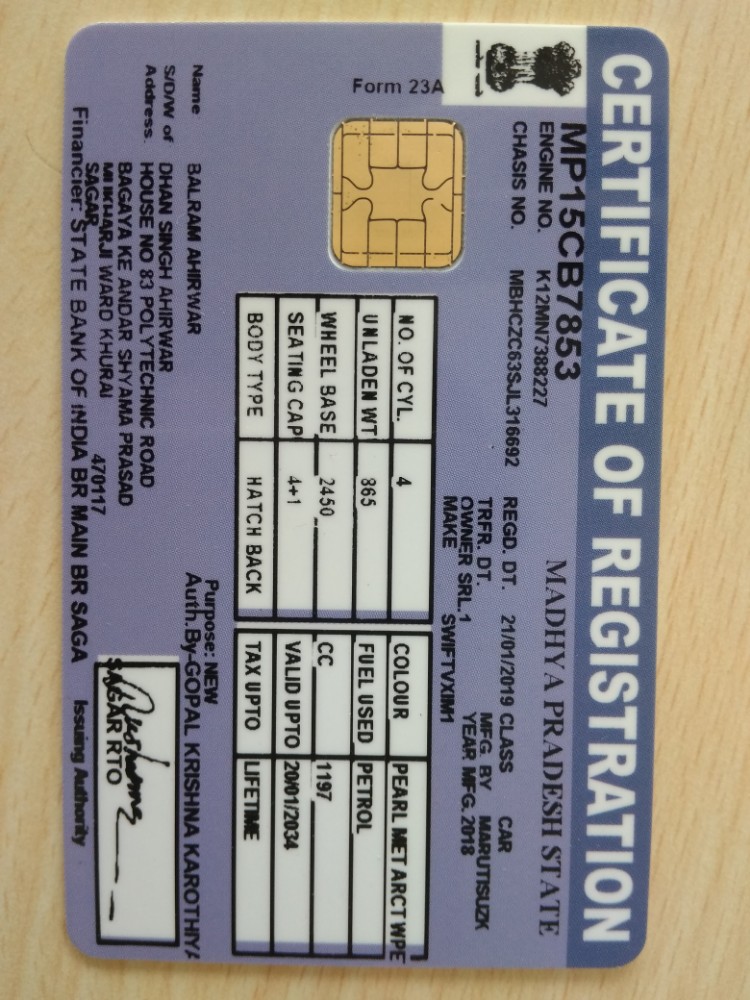 CERTIFICATE OF REGISTRATION
MADHYA PRADESH STATE
Form 23A
MP15CB7853
ENGINE NO. K12MN7388227
CHASIS NO. MBHCZC63SJL316692
REGD. DT. 21/01/2019 CLASS CAR
TRFR. DT. MFG. BY MARUTISUZK
OWNER SRL.1 YEAR MFG.2018
MAKE SWIFTVXIM1
NO. OF CYL. 4 COLOUR PEARL MET ARCT WPE
UNLADEN WT 865 FUEL USED PETROL
WHEEL BASE 2450 CC 1197
SEATING CAP 4+1 VALID UPTO 20/01/2034
BODY TYPE HATCH BACK TAX UPTO LIFETIME
Name BALRAM AHIRWAR
S/D/W of DHAN SINGH AHIRWAR
Address. HOUSE NO 83 POLYTECHNIC ROAD
BAGAYA KE ANDAR SHYAMA PRASAD
MUKHARJI WARD KHURAI
SAGAR 470117
Purpose: NEW
Auth.By-GOPAL KRISHNA KAROTHIYA
Financier: STATE BANK OF INDIA BR MAIN BR SAGA
SAGAR RTO
Issuing Authority